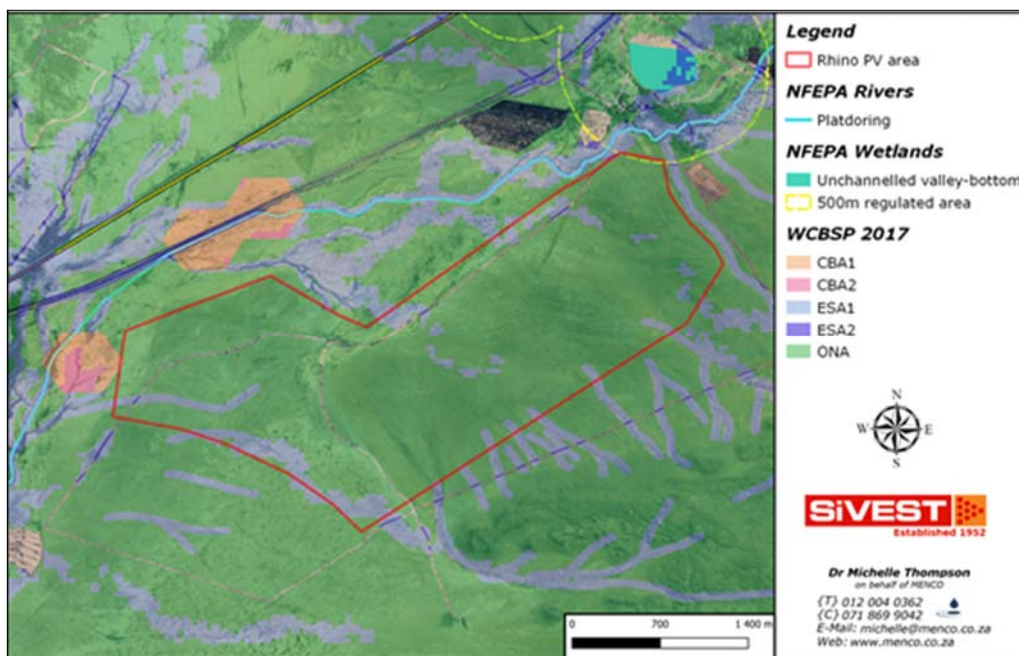 Legend
Rhino PV area
NFEPA Rivers
Platdoring
NFEPA Wetlands
Unchannelled valley-bottom
500m regulated area
WCBSP 2017
CBA1
CBA2
ESA1
ESA2
ONA
N
W E
S
SiVEST
Established 1952
Dr Michelle Thompson
on behalf of MENCO
{T} 012 004 0362
{C} 071 869 9042
E-Mail: michelle@menco.co.za
Web: www.menco.co.za
0 700 1 400 m